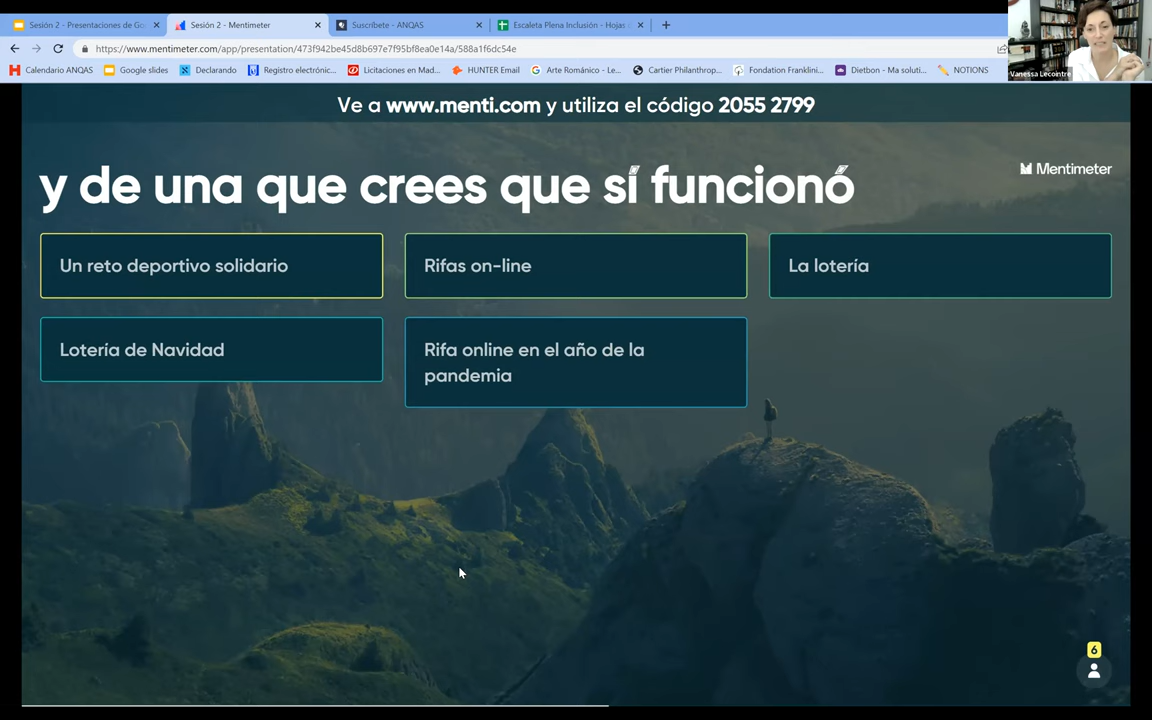 Sesión 2 - Presentaciones de Go
Sesión 2 - Mentimeter
Suscríbete - ANQAS
Escaleta Plena Inclusión - Hojas
https://www.mentimeter.com/app/presentation/473f942be45d8b697e7f95bf8ea0e14a/588a1f6dc54e
Calendario ANQAS
Google slides
Declarando
Registro electrónic...
Licitaciones en Mad...
HUNTER Email
Arte Románico - Le...
Cartier Philanthrop...
Fondation Franklini...
Dietbon - Ma soluti...
NOTIONS
Vanessa Lecointre
Ve a www.menti.com y utiliza el código 2055 2799
y de una que crees que sí funcionó
Mentimeter
Un reto deportivo solidario
Rifas on-line
La lotería
Lotería de Navidad
Rifa online en el año de la
pandemia
6